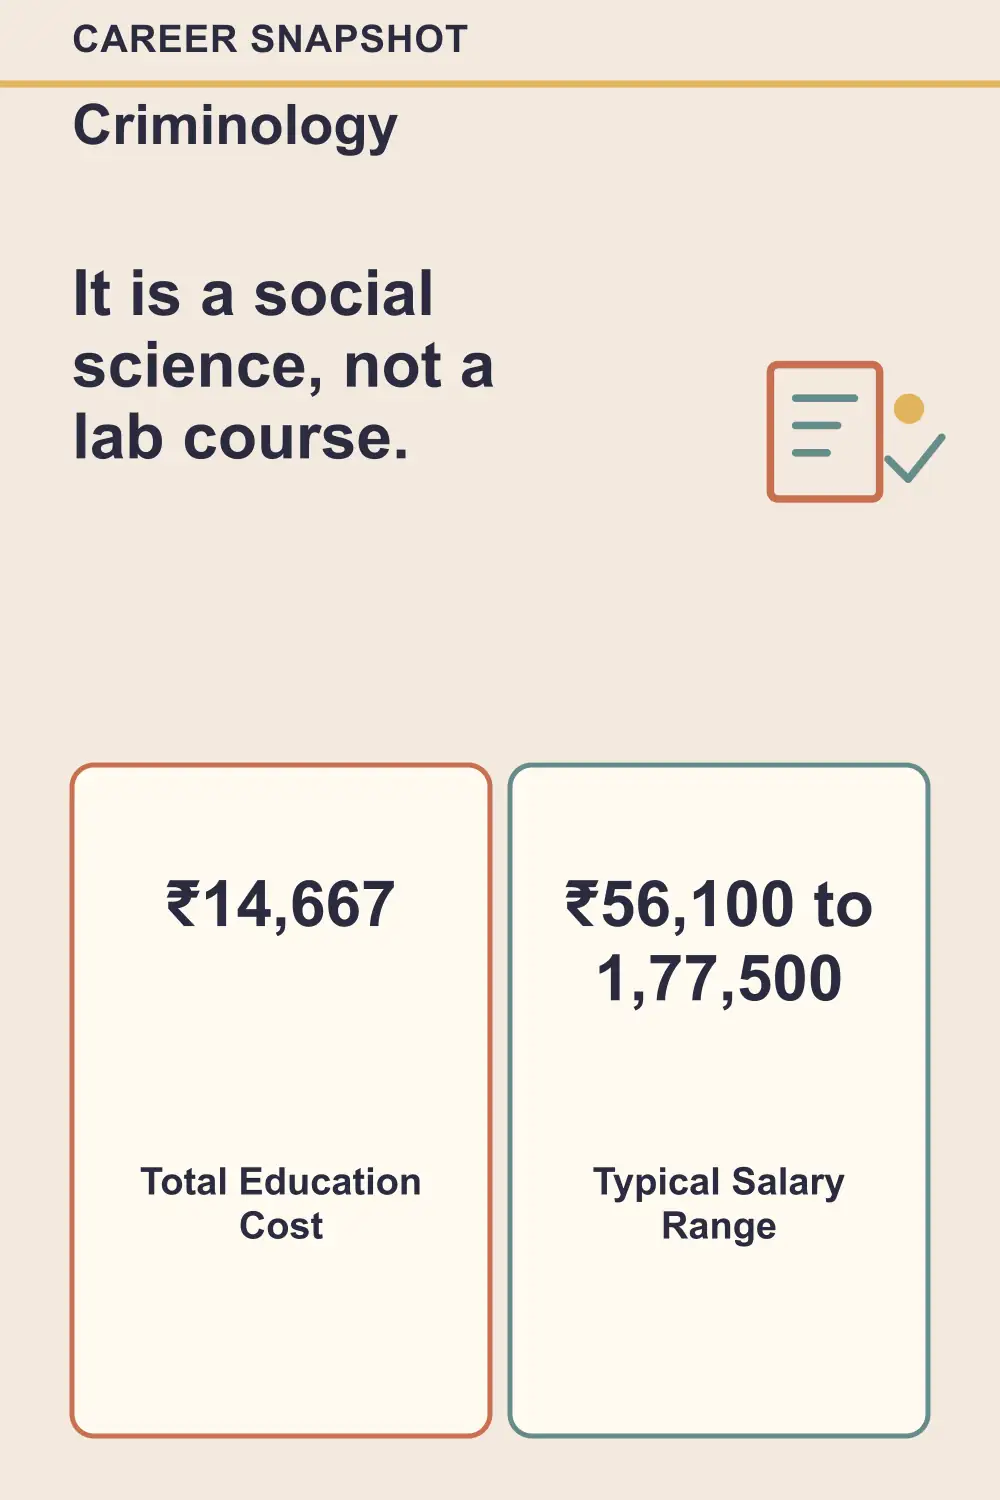 CAREER SNAPSHOT
Criminology
It is a social
science, not a
lab course.
₹14,667
Total Education
Cost
₹56,100 to
1,77,500
Typical Salary
Range